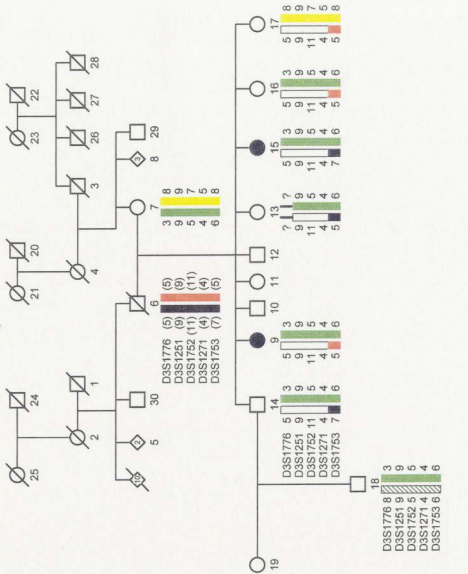 25 24 21 20 23 22
2 1 4 3 26 27 28
10 2 3
5 30 6 7 8 29
D3S1776 (5) (5) 3 8
D3S1251 (9) (9) 9 9
D3S1752 (11) (11) 5 7
D3S1271 (4) (4) 4 5
D3S1753 (7) (5) 6 8
14 9 10 11 12 13 15 16 17
D3S1776 5 3 5 3 ? ? 5 3 5 3 5 8
D3S1251 9 9 9 9 9 9 9 9 9 9 9 9
D3S1752 11 5 11 5 11 5 11 5 11 5 11 7
D3S1271 4 4 4 4 4 4 4 4 4 4 4 5
D3S1753 7 6 5 6 5 6 7 6 5 6 5 8
19 18
D3S1776 8 3
D3S1251 9 9
D3S1752 5 5
D3S1271 4 4
D3S1753 6 6